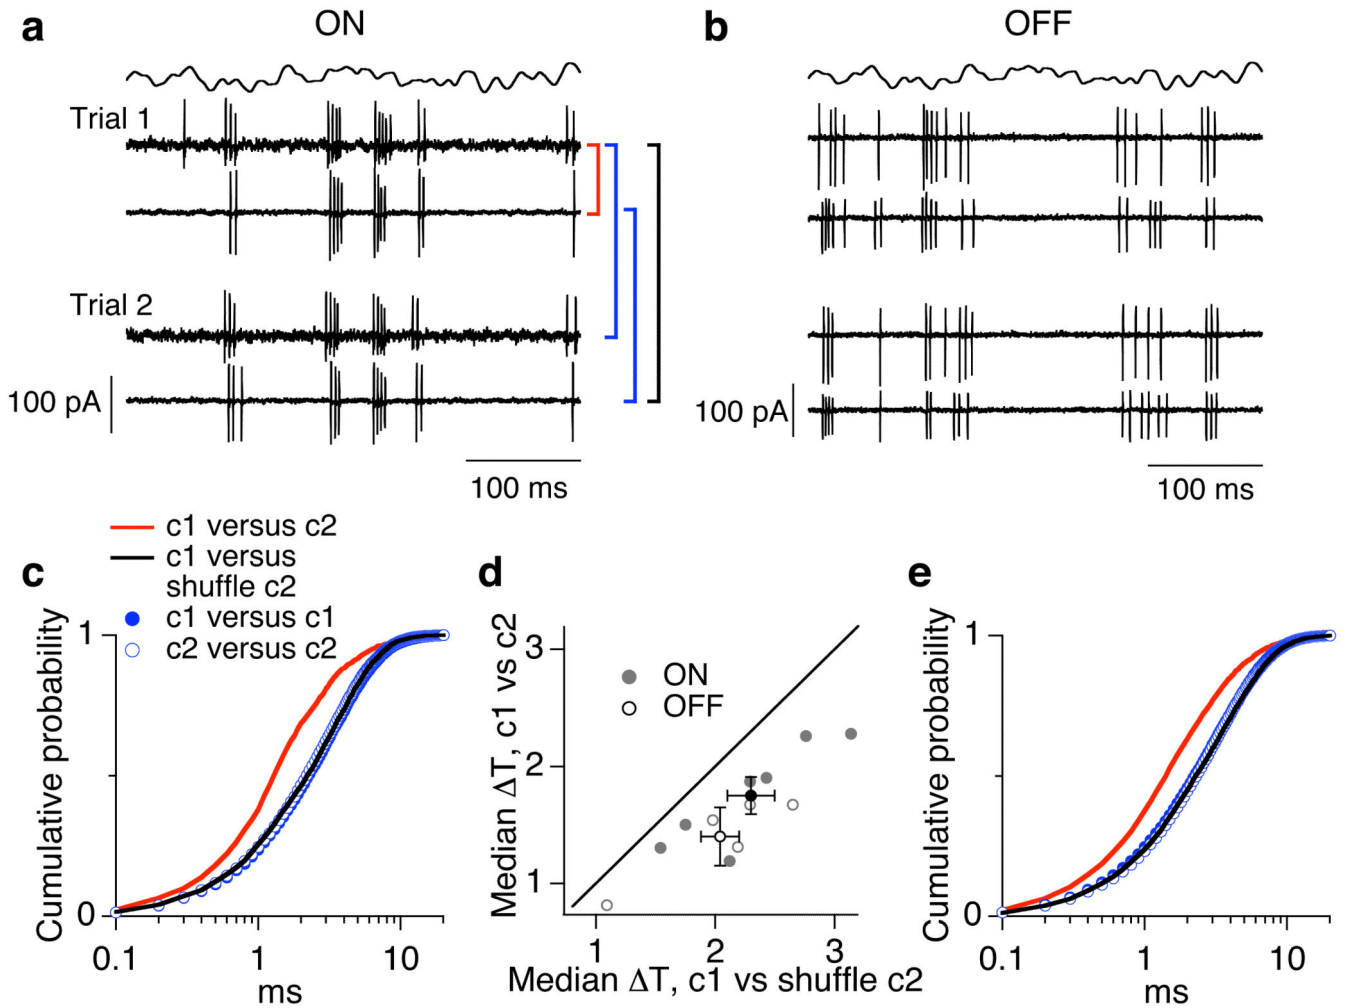 a
ON
b
OFF
Trial 1
Trial 2
100 pA
100 ms
100 pA
100 ms
c1 versus c2
c1 versus
shuffle c2
c1 versus c1
c2 versus c2
c
Cumulative probability
1
0
0.1
1
10
ms
d
Median ΔT, c1 vs c2
3
2
1
ON
OFF
1
2
3
Median ΔT, c1 vs shuffle c2
e
Cumulative probability
1
0
0.1
1
10
ms